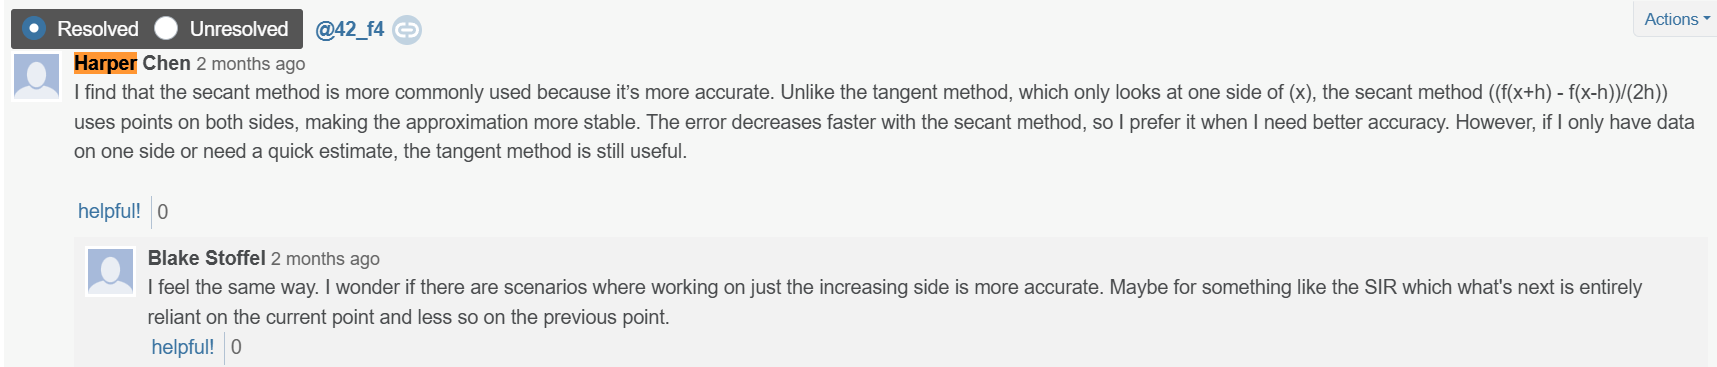 Resolved Unresolved @42_f4 Actions
Harper Chen 2 months ago
I find that the secant method is more commonly used because it’s more accurate. Unlike the tangent method, which only looks at one side of (x), the secant method ((f(x+h) - f(x-h))/(2h))
uses points on both sides, making the approximation more stable. The error decreases faster with the secant method, so I prefer it when I need better accuracy. However, if I only have data
on one side or need a quick estimate, the tangent method is still useful.
helpful! 0
Blake Stoffel 2 months ago
I feel the same way. I wonder if there are scenarios where working on just the increasing side is more accurate. Maybe for something like the SIR which what's next is entirely
reliant on the current point and less so on the previous point.
helpful! 0